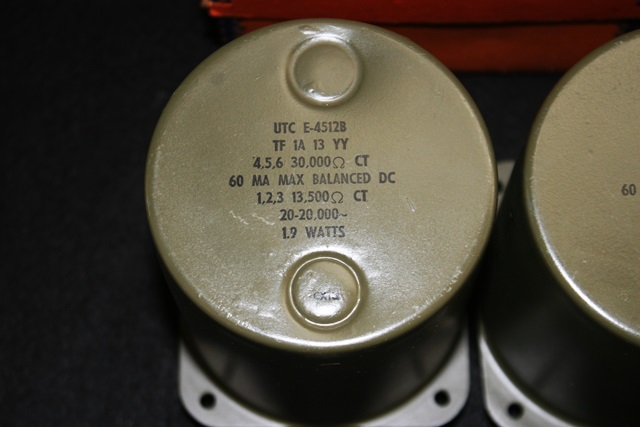 UTC E-4512B
TF 1A 13 YY
4,5,6 30,000Ω CT
60 MA MAX BALANCED DC
1,2,3 13,500Ω CT
20-20,000~
1.9 WATTS
60